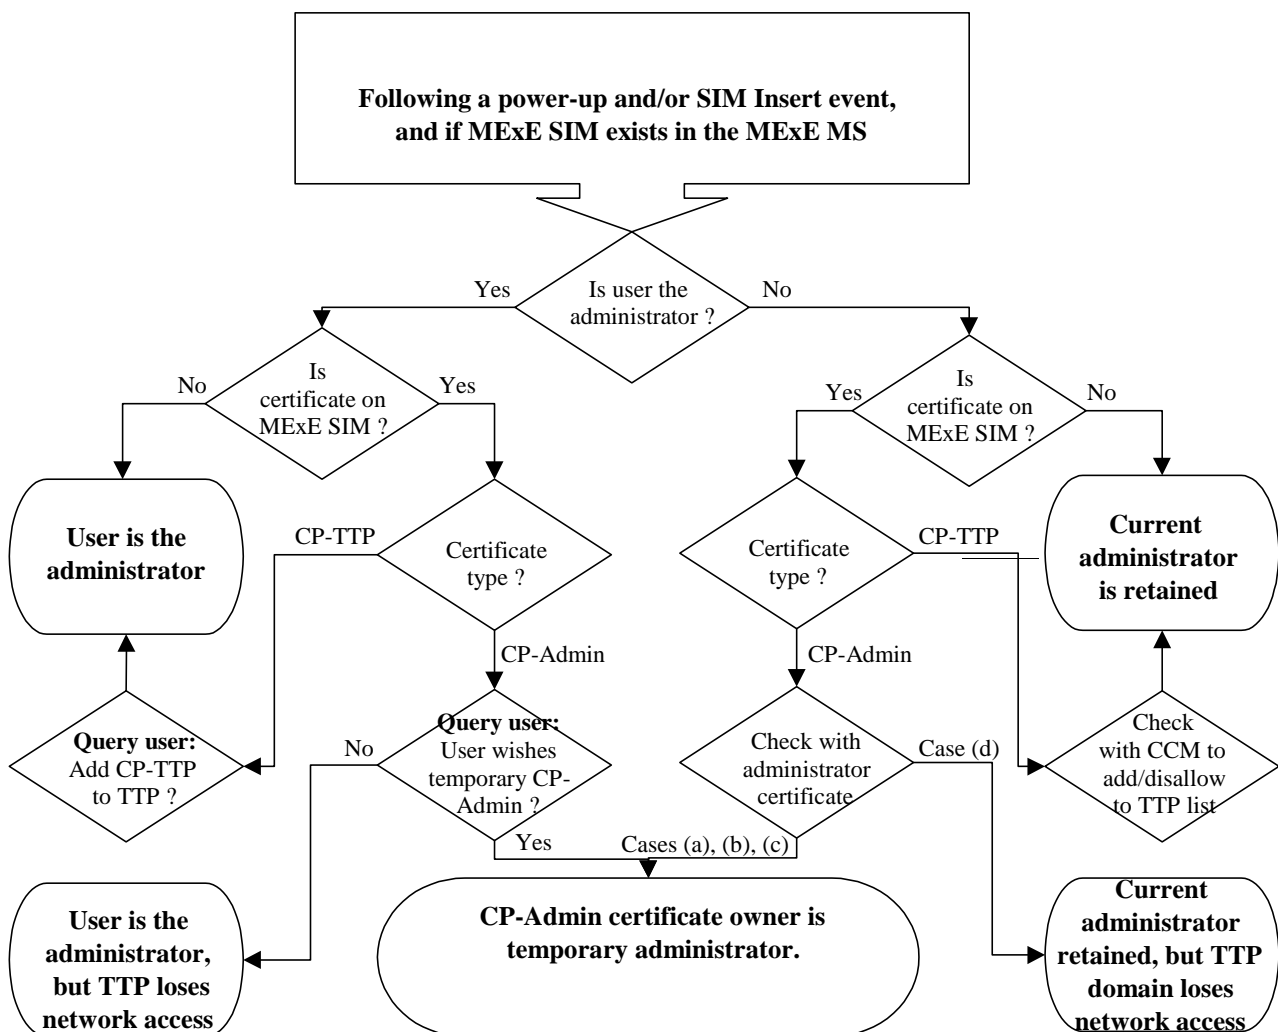 Following a power-up and/or SIM Insert event,
and if MExE SIM exists in the MExE MS
Is user the
administrator ?
Yes
No
Is
certificate on
MExE SIM ?
No
Yes
Is
certificate on
MExE SIM ?
Yes
No
User is the
administrator
CP-TTP
Certificate
type ?
Certificate
type ?
CP-TTP
Current
administrator
is retained
CP-Admin
CP-Admin
Query user:
Add CP-TTP
to TTP ?
No
Query user:
User wishes
temporary CP-
Admin ?
Check with
administrator
certificate
Case (d)
Check
with CCM to
add/disallow
to TTP list
Yes
Cases (a), (b), (c)
User is the
administrator,
but TTP loses
network access
CP-Admin certificate owner is
temporary administrator.
Current
administrator
retained, but TTP
domain loses
network access